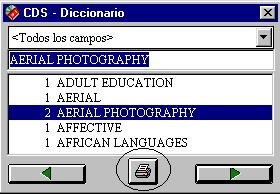 CDS - Diccionario
<Todos los campos>
AERIAL PHOTOGRAPHY
1 ADULT EDUCATION
1 AERIAL
2 AERIAL PHOTOGRAPHY
1 AFFECTIVE
1 AFRICAN LANGUAGES